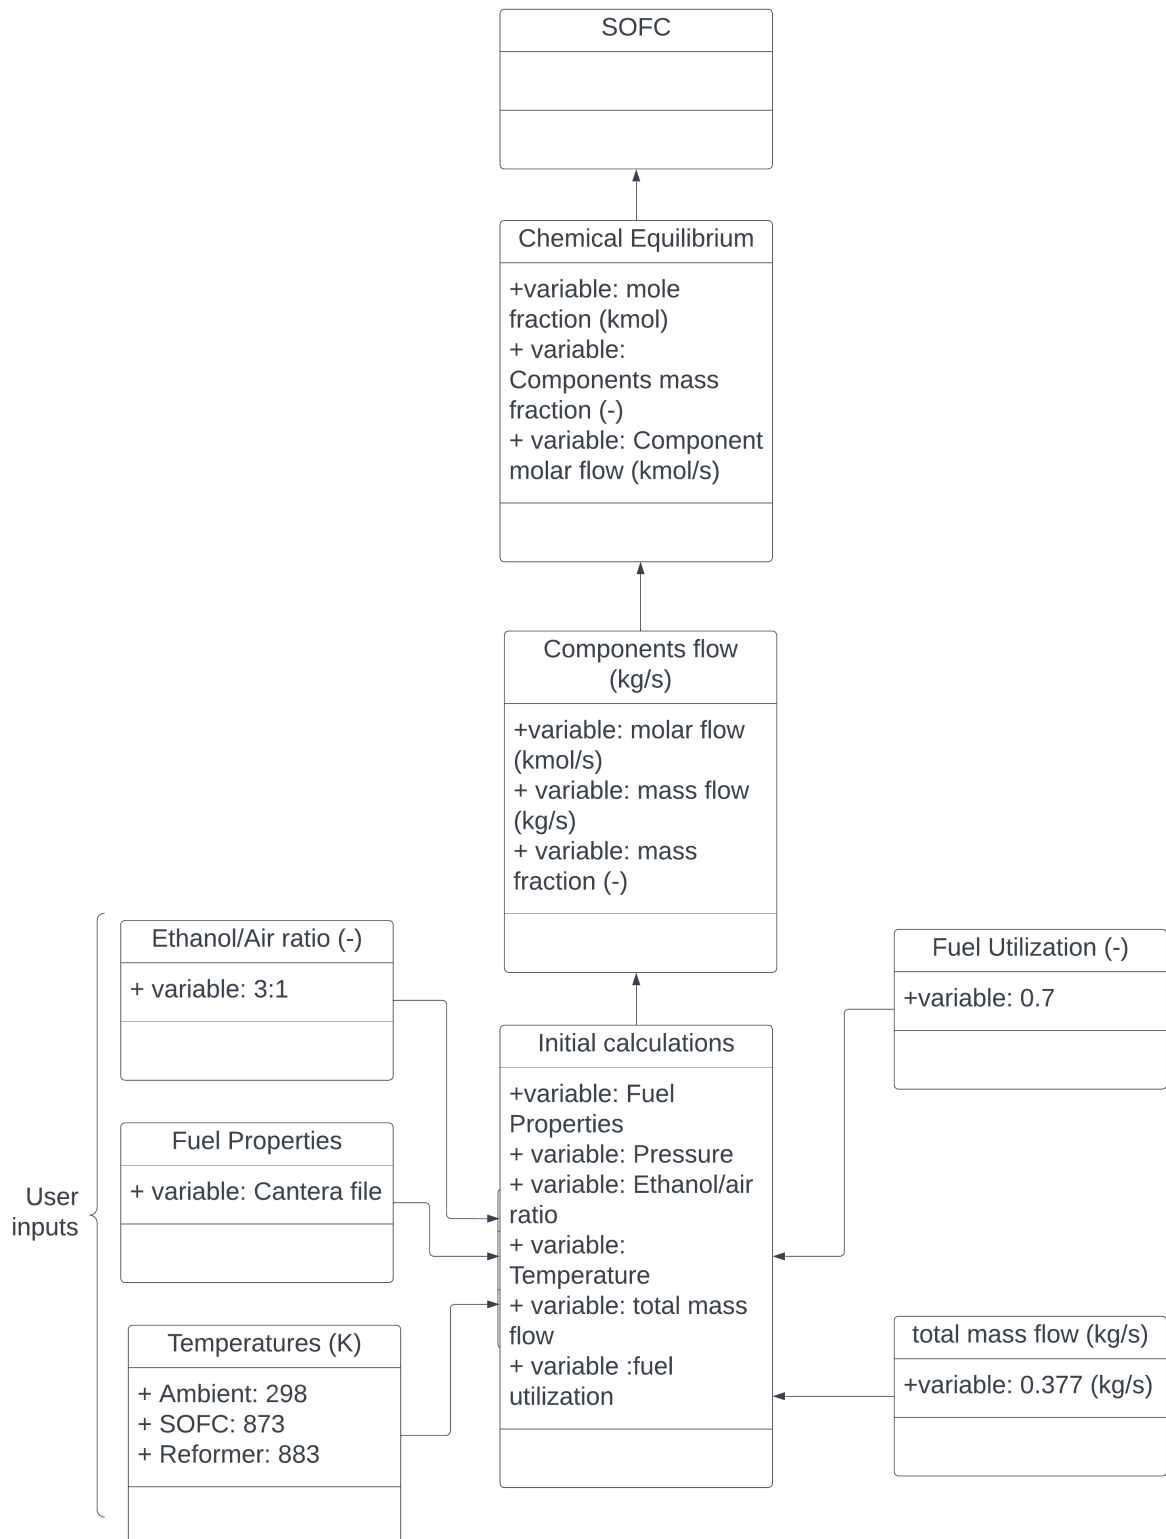 SOFC
Chemical Equilibrium
+variable: mole
fraction (kmol)
+ variable:
Components mass
fraction (-)
+ variable: Component
molar flow (kmol/s)
Components flow
(kg/s)
+variable: molar flow
(kmol/s)
+ variable: mass flow
(kg/s)
+ variable: mass
fraction (-)
User
inputs
Ethanol/Air ratio (-)
+ variable: 3:1
Fuel Properties
+ variable: Cantera file
Temperatures (K)
+ Ambient: 298
+ SOFC: 873
+ Reformer: 883
Initial calculations
+variable: Fuel
Properties
+ variable: Pressure
+ variable: Ethanol/air
ratio
+ variable:
Temperature
+ variable: total mass
flow
+ variable :fuel
utilization
Fuel Utilization (-)
+variable: 0.7
total mass flow (kg/s)
+variable: 0.377 (kg/s)